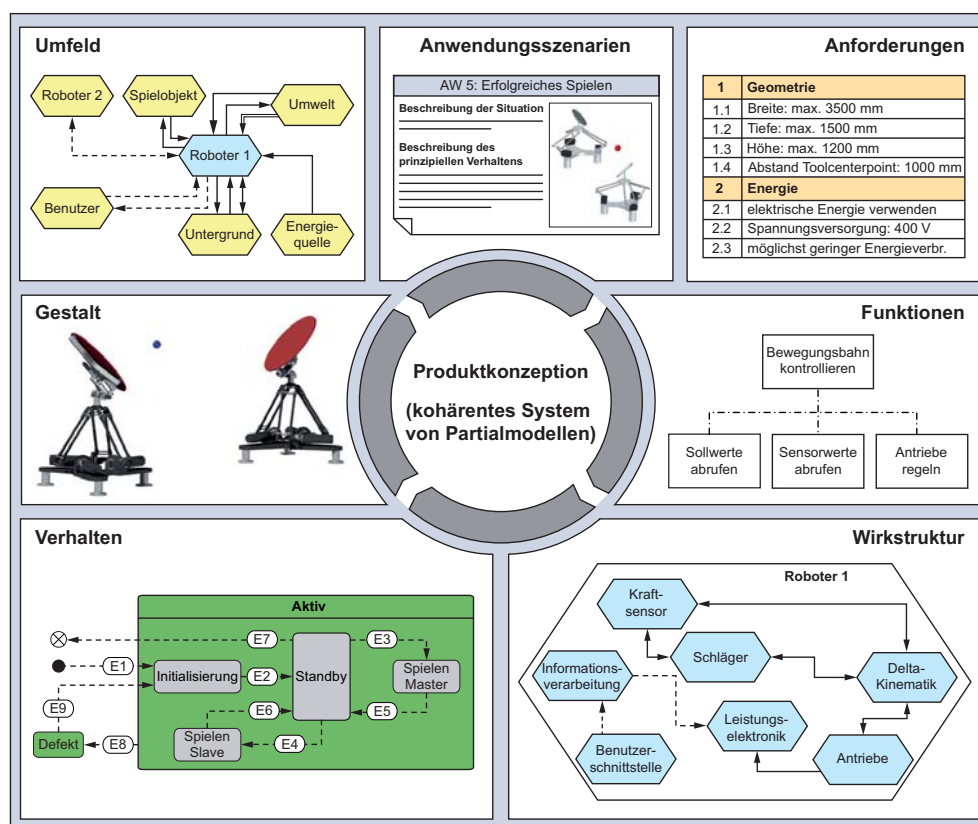 Umfeld
Roboter 2
Spielobjekt
Umwelt
Roboter 1
Benutzer
Untergrund
Energie-
quelle
Anwendungsszenarien
AW 5: Erfolgreiches Spielen
Beschreibung der Situation
Beschreibung des
prinzipiellen Verhaltens
Anforderungen
1 Geometrie
1.1 Breite: max. 3500 mm
1.2 Tiefe: max. 1500 mm
1.3 Höhe: max. 1200 mm
1.4 Abstand Toolcenterpoint: 1000 mm
2 Energie
2.1 elektrische Energie verwenden
2.2 Spannungsversorgung: 400 V
2.3 möglichst geringer Energieverbr.
Gestalt
Produktkonzeption
(kohärentes System
von Partialmodellen)
Funktionen
Bewegungsbahn
kontrollieren
Sollwerte
abrufen
Sensorwerte
abrufen
Antriebe
regeln
Verhalten
Aktiv
E7
E3
E1
Initialisierung
E2
Standby
Spielen
Master
E9
E6
E5
Defekt
E8
Spielen
Slave
E4
Wirkstruktur
Roboter 1
Kraft-
sensor
Schläger
Informations-
verarbeitung
Delta-
Kinematik
Leistungs-
elektronik
Benutzer-
schnittstelle
Antriebe